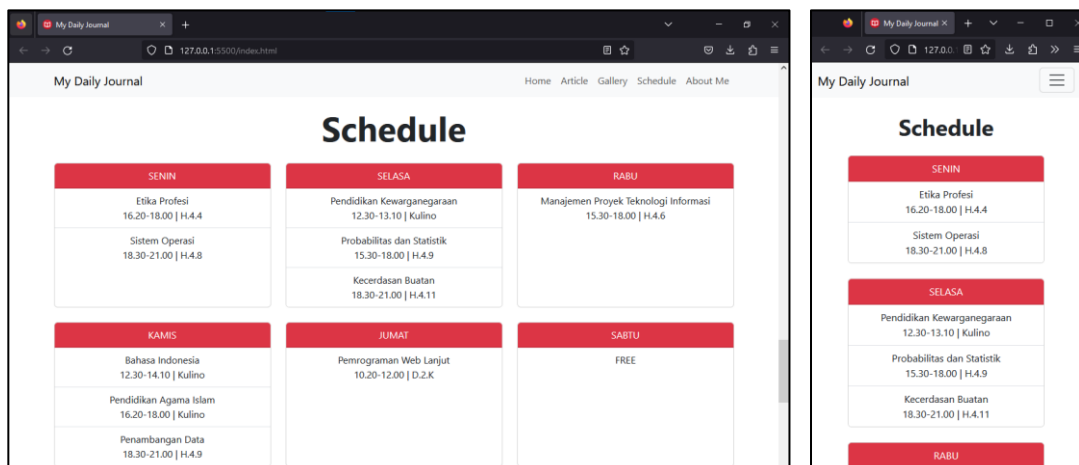 My Daily Journal
127.0.0.1:5500/index.html
My Daily Journal
Home Article Gallery Schedule About Me
Schedule
SENIN
Etika Profesi
16.20-18.00 | H.4.4
Sistem Operasi
18.30-21.00 | H.4.8
SELASA
Pendidikan Kewarganegaraan
12.30-13.10 | Kulino
Probabilitas dan Statistik
15.30-18.00 | H.4.9
Kecerdasan Buatan
18.30-21.00 | H.4.11
RABU
Manajemen Proyek Teknologi Informasi
15.30-18.00 | H.4.6
KAMIS
Bahasa Indonesia
12.30-14.10 | Kulino
Pendidikan Agama Islam
16.20-18.00 | Kulino
Penambangan Data
18.30-21.00 | H.4.9
JUMAT
Pemrograman Web Lanjut
10.20-12.00 | D.2.K
SABTU
FREE
My Daily Journal
127.0.0.
My Daily Journal
Schedule
SENIN
Etika Profesi
16.20-18.00 | H.4.4
Sistem Operasi
18.30-21.00 | H.4.8
SELASA
Pendidikan Kewarganegaraan
12.30-13.10 | Kulino
Probabilitas dan Statistik
15.30-18.00 | H.4.9
Kecerdasan Buatan
18.30-21.00 | H.4.11
RABU